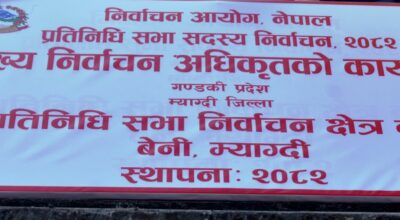 निर्वाचन आयोग, नेपाल
प्रतिनिधि सभा सदस्य निर्वाचन, २०८२
निर्वाचन अधिकृतको
गण्डकी प्रदेश
म्याग्दी जिल्ला
प्रतिनिधि सभा निर्वाचन क्षेत्र
बेनी, म्याग्दी
स्थापनाः २०८२